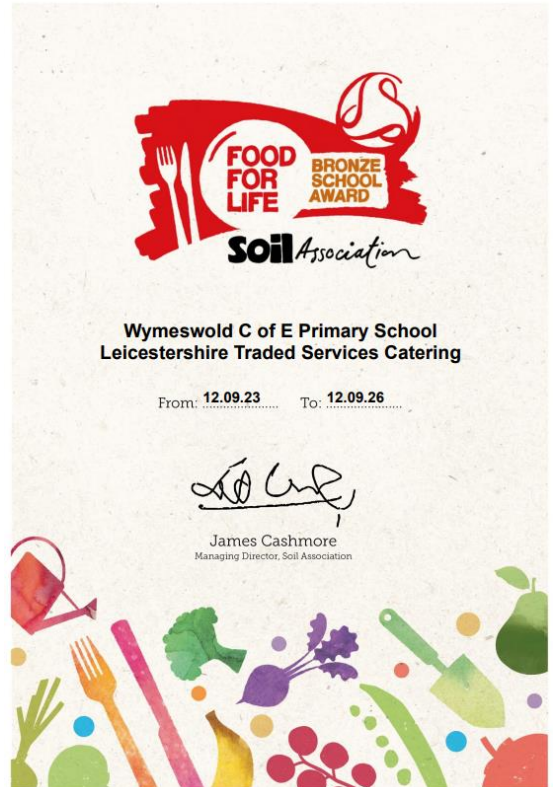 FOOD
FOR
LIFE
BRONZE
SCHOOL
AWARD
Soil Association
Wymeswold C of E Primary School
Leicestershire Traded Services Catering
From: 12.09.23 To: 12.09.26
James Cashmore
Managing Director, Soil Association